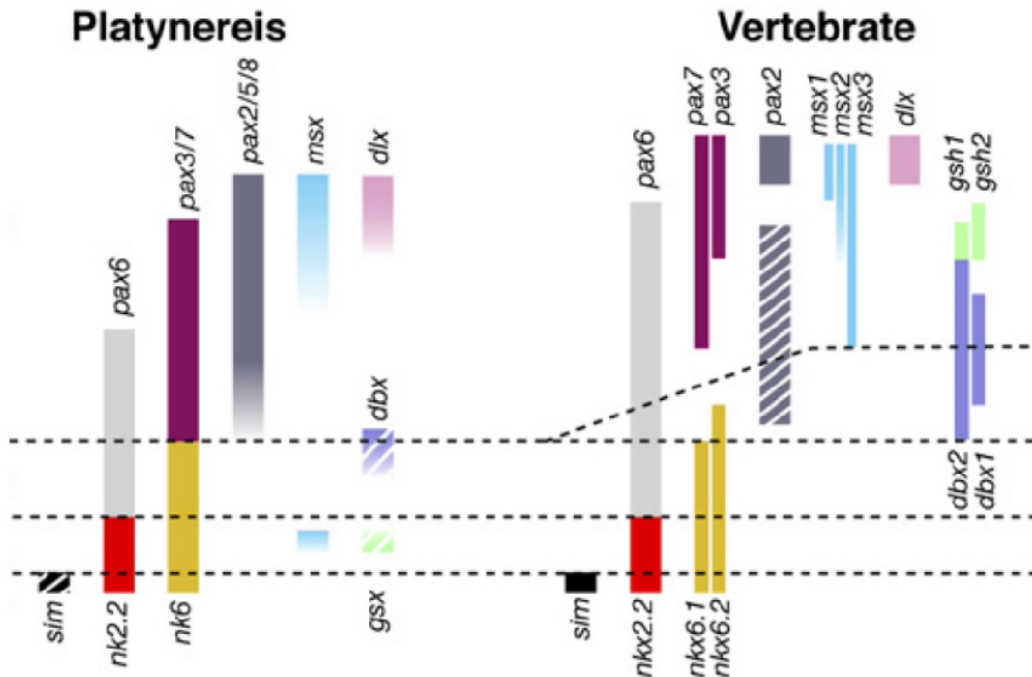 Platynereis
Vertebrate
pax6
pax3/7
pax2/5/8
msx
dlx
dbx
sim
nk2.2
nk6
gsx
pax6
pax7
pax3
pax2
msx1
msx2
msx3
dlx
gsh1
gsh2
dbx2
dbx1
sim
nkx2.2
nkx6.1
nkx6.2